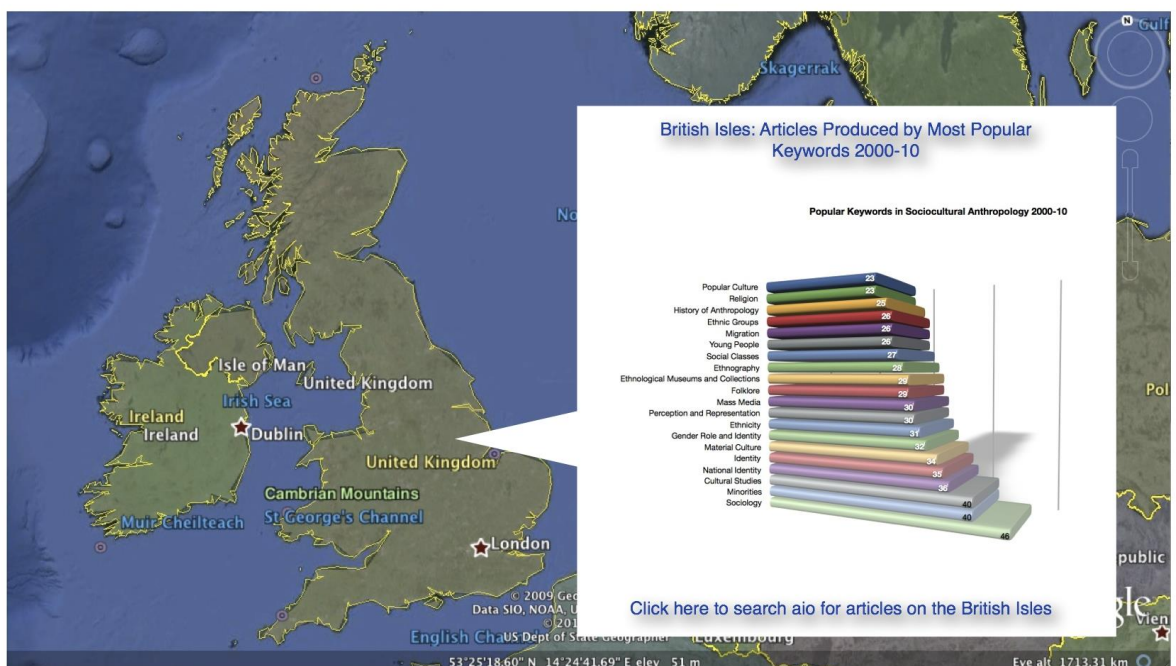 N
Gulf
Skagerrak
No
British Isles: Articles Produced by Most Popular
Keywords 2000-10
Popular Keywords in Sociocultural Anthropology 2000-10
Popular Culture 23
Religion 23
History of Anthropology 25
Ethnic Groups 26
Migration 26
Young People 26
Social Classes 27
Ethnography 28
Ethnological Museums and Collections 29
Folklore 29
Mass Media 30
Perception and Representation 30
Ethnicity 31
Gender Role and Identity 32
Material Culture 34
Identity 35
National Identity 36
Cultural Studies 40
Minorities 40
Sociology 46
Click here to search aio for articles on the British Isles
Isle of Man
United Kingdom
Irish Sea
Ireland
Ireland
Dublin
United Kingdom
Cambrian Mountains
Muir Cheilteach
St George's Channel
London
Pol
public
gle
Vien
© 2009 Geo
Data SIO, NOAA, U
© 201
US Dept of State Geographer
English Cha
Luxembourg
53°25'18.60" N 14°24'41.69" E elev 51 m
Eye alt 1713.31 km